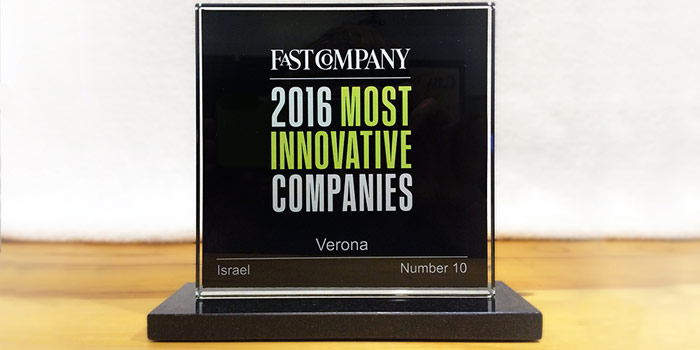 FAST COMPANY
2016 MOST
INNOVATIVE
COMPANIES
Verona
Israel Number 10